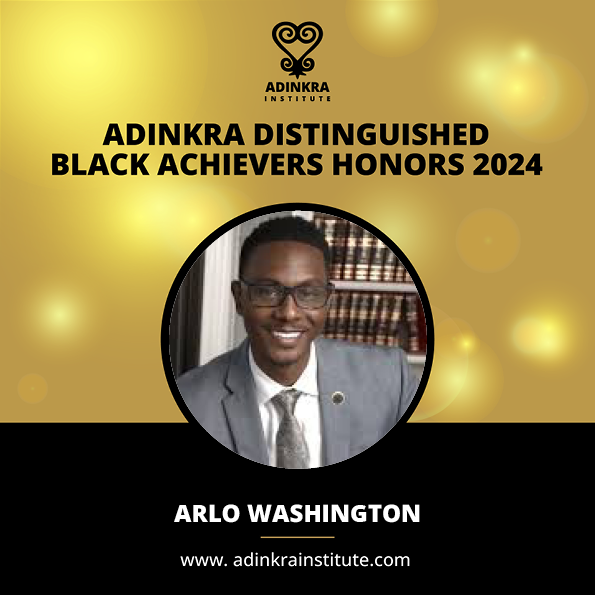 ADINKRA
INSTITUTE
ADINKRA DISTINGUISHED
BLACK ACHIEVERS HONORS 2024
ARLO WASHINGTON
www. adinkrainstitute.com